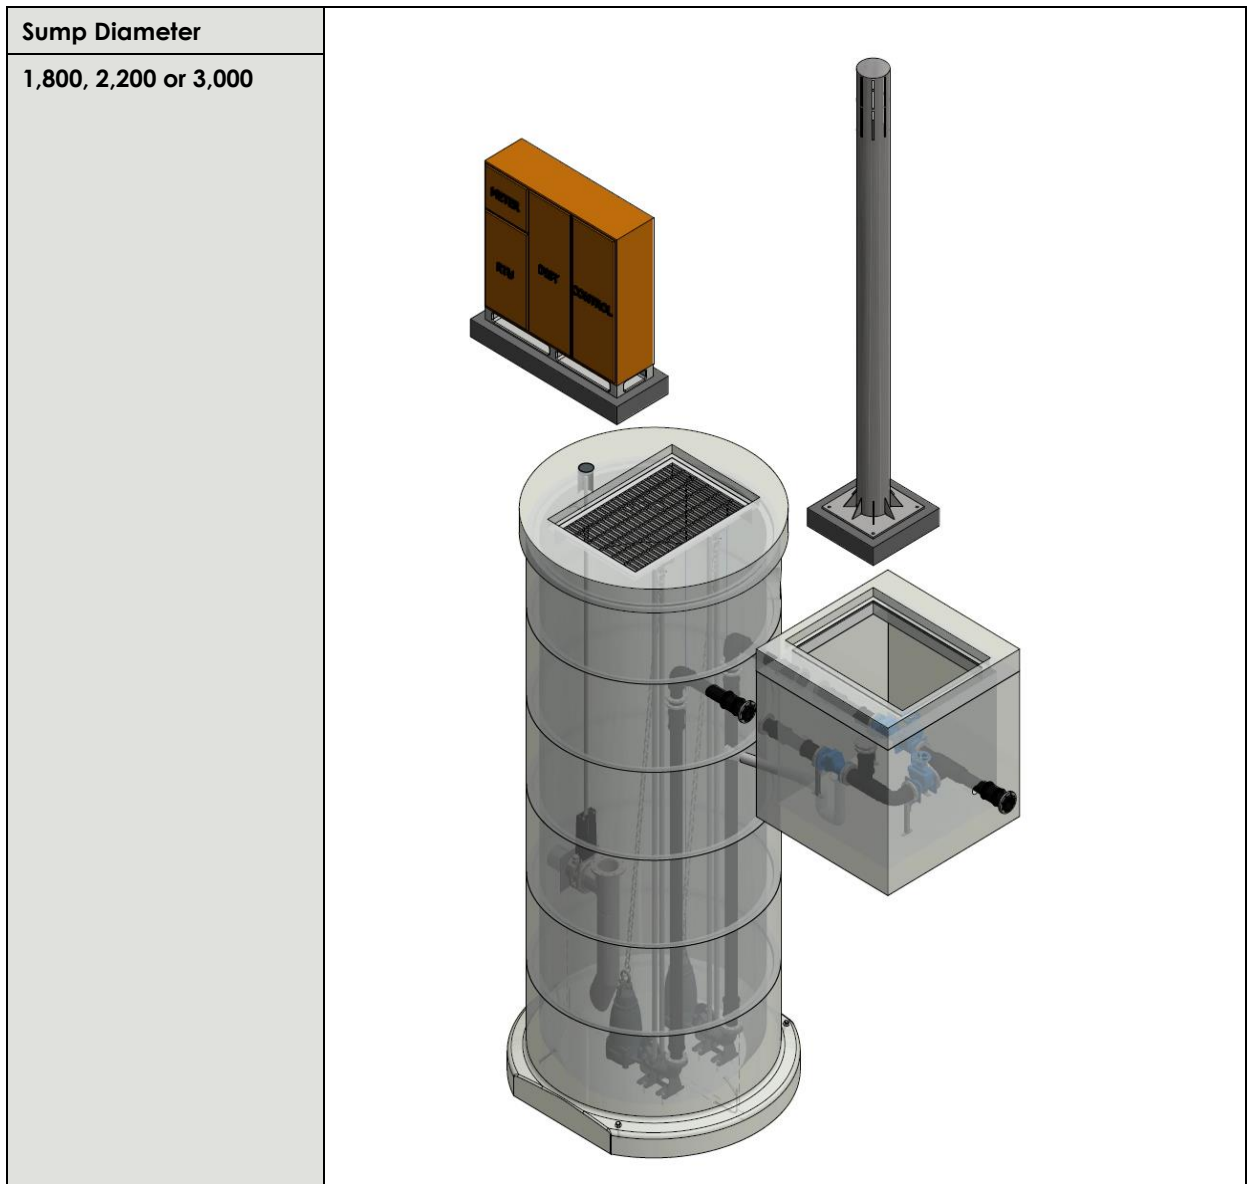 Sump Diameter
1,800, 2,200 or 3,000
METER
RTU
DIST
CONTROL